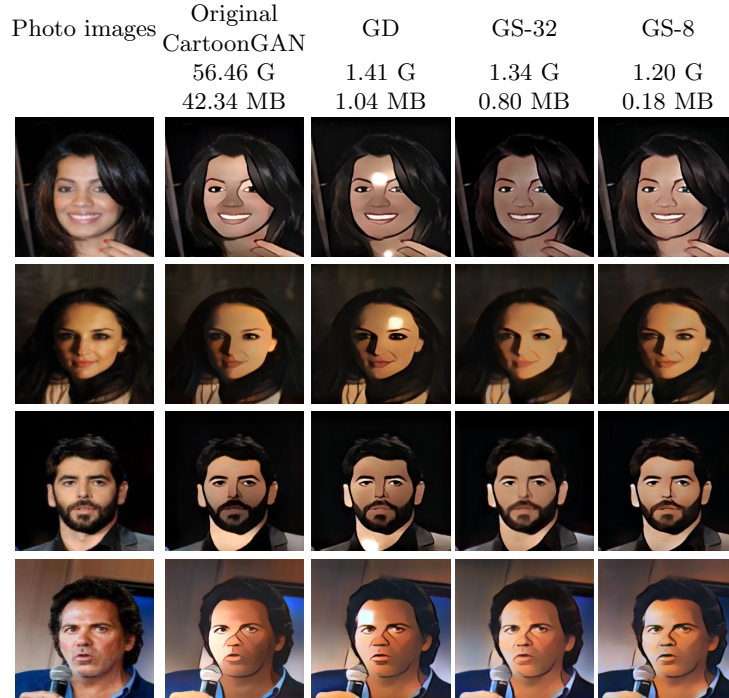 Photo images
Original
CartoonGAN
GD
GS-32
GS-8
56.46 G
1.41 G
1.34 G
1.20 G
42.34 MB
1.04 MB
0.80 MB
0.18 MB